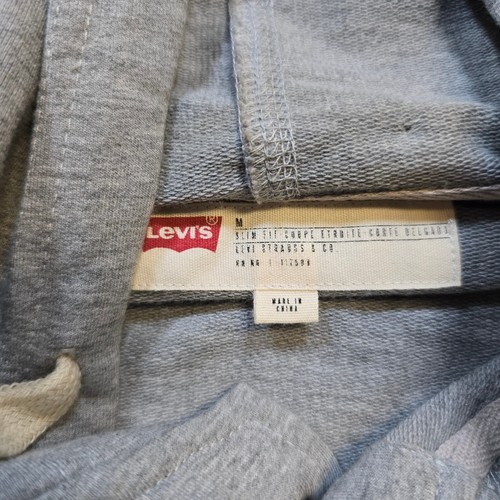 LEVI'S®
M
SLIM FIT·COUPE ETROITE·CORTE DELGADO
LEVI STRAUSS & CO.
MADE IN
CHINA